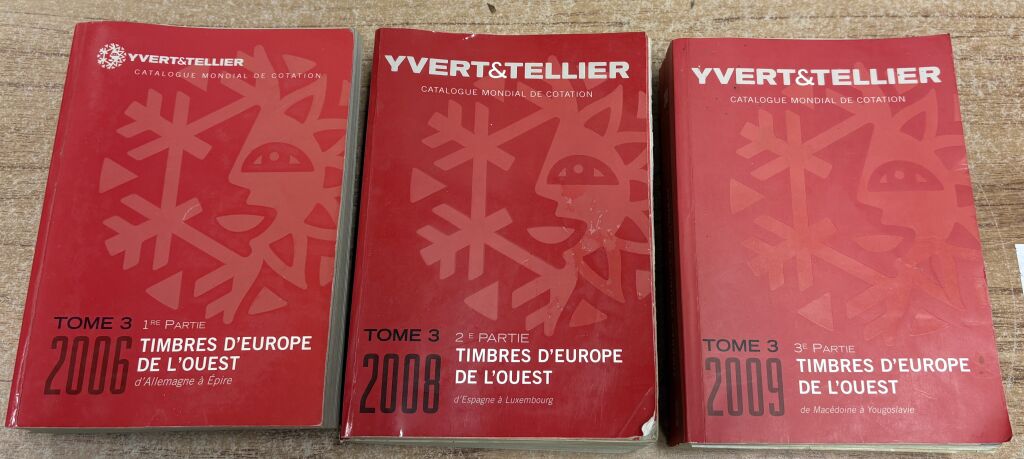 YVERT&TELLIER
CATALOGUE MONDIAL DE COTATION
TOME 3 1RE PARTIE
2006 TIMBRES D'EUROPE
DE L'OUEST
d'Allemagne à Épire
YVERT&TELLIER
CATALOGUE MONDIAL DE COTATION
TOME 3 2E PARTIE
2008 TIMBRES D'EUROPE
DE L'OUEST
d'Espagne à Luxembourg
YVERT&TELLIER
CATALOGUE MONDIAL DE COTATION
TOME 3 3E PARTIE
2009 TIMBRES D'EUROPE
DE L'OUEST
de Macédoine à Yougoslavie